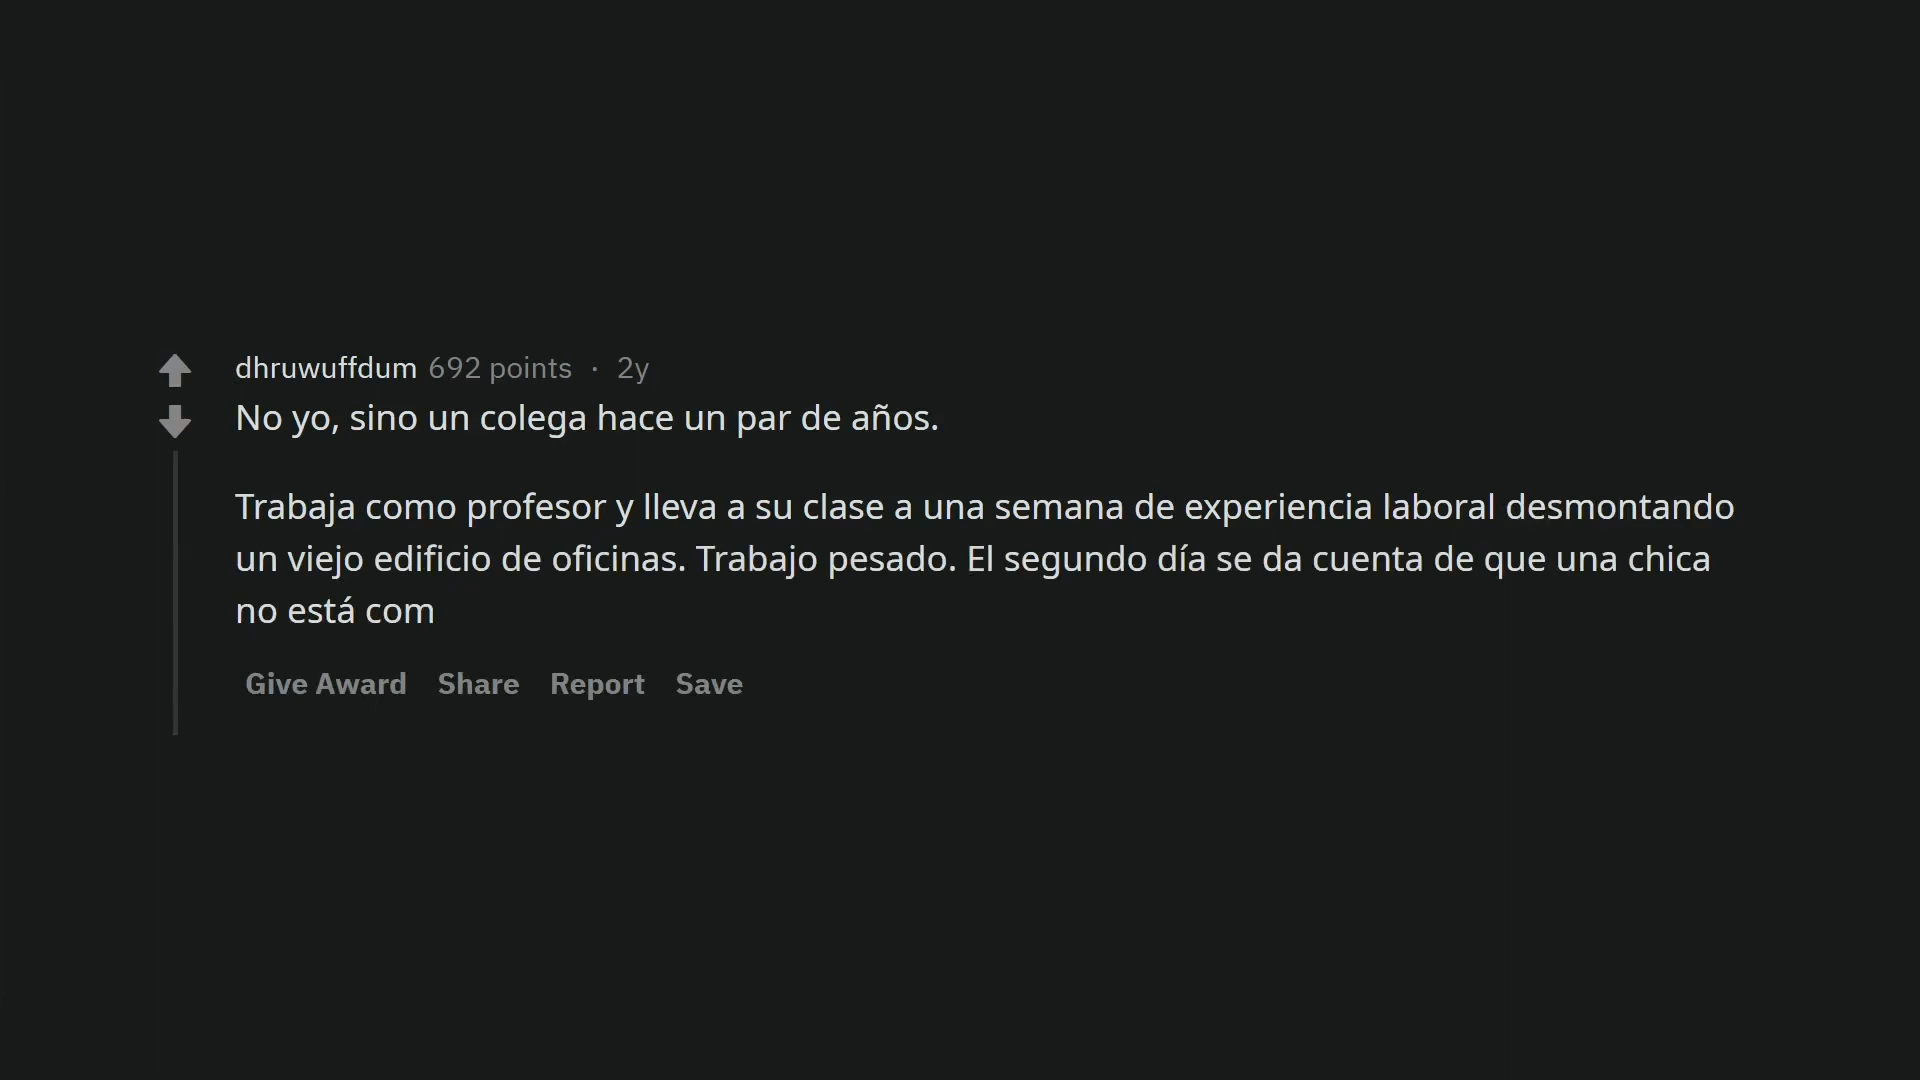 dhruwuffdum 692 points · 2y
No yo, sino un colega hace un par de años.
Trabaja como profesor y lleva a su clase a una semana de experiencia laboral desmontando
un viejo edificio de oficinas. Trabajo pesado. El segundo día se da cuenta de que una chica
no está com
Give Award Share Report Save